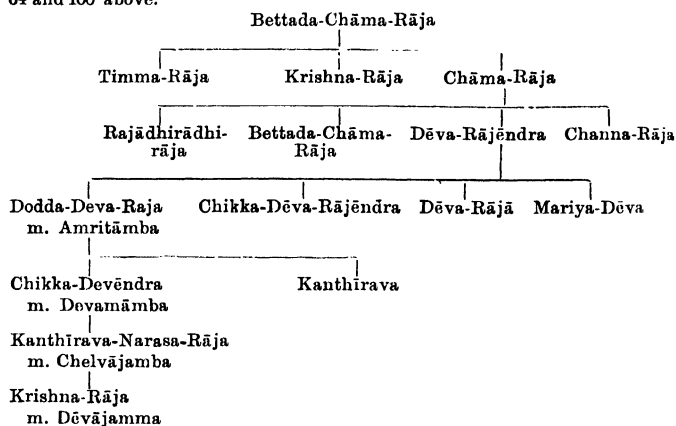 64 and 100 above.
Bettada-Chāma-Rāja
Timma-Rāja Krishna-Rāja Chāma-Rāja
Rajādhirādhi- Bettada-Chāma- Dēva-Rājēndra Channa-Rāja
rāja Rāja
Dodda-Deva-Raja Chikka-Dēva-Rājēndra Dēva-Rājā Mariya-Dēva
m. Amritāmba
Chikka-Devēndra Kanthīrava
m. Devamāmba
Kanthīrava-Narasa-Rāja
m. Chelvājamba
Krishna-Rāja
m. Dēvājamma